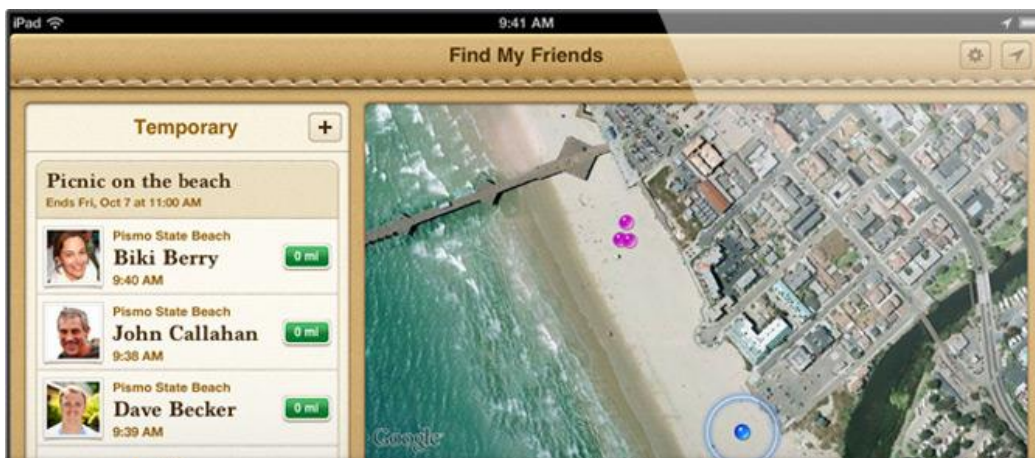 iPad
9:41 AM
Find My Friends
Temporary
+
Picnic on the beach
Ends Fri, Oct 7 at 11:00 AM
Pismo State Beach
Biki Berry
0 mi
9:40 AM
Pismo State Beach
John Callahan
0 mi
9:38 AM
Pismo State Beach
Dave Becker
0 mi
9:39 AM
Google